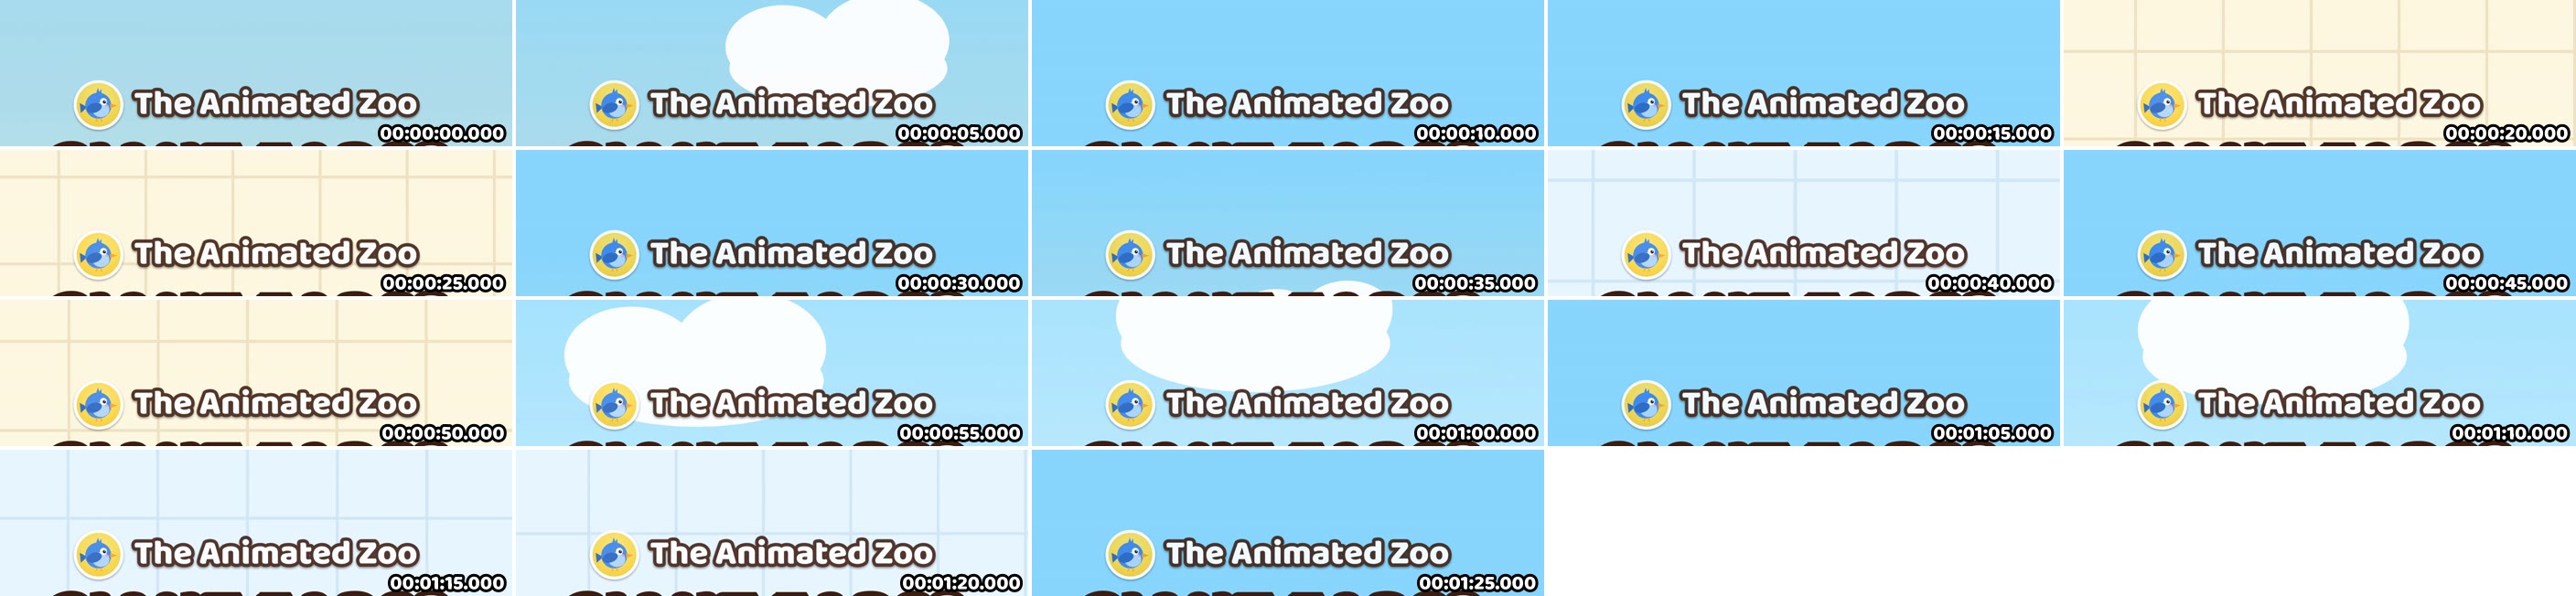 The Animated Zoo
00:00:00.000
The Animated Zoo
00:00:05.000
The Animated Zoo
00:00:10.000
The Animated Zoo
00:00:15.000
The Animated Zoo
00:00:20.000
The Animated Zoo
00:00:25.000
The Animated Zoo
00:00:30.000
The Animated Zoo
00:00:35.000
The Animated Zoo
00:00:40.000
The Animated Zoo
00:00:45.000
The Animated Zoo
00:00:50.000
The Animated Zoo
00:00:55.000
The Animated Zoo
00:01:00.000
The Animated Zoo
00:01:05.000
The Animated Zoo
00:01:10.000
The Animated Zoo
00:01:15.000
The Animated Zoo
00:01:20.000
The Animated Zoo
00:01:25.000